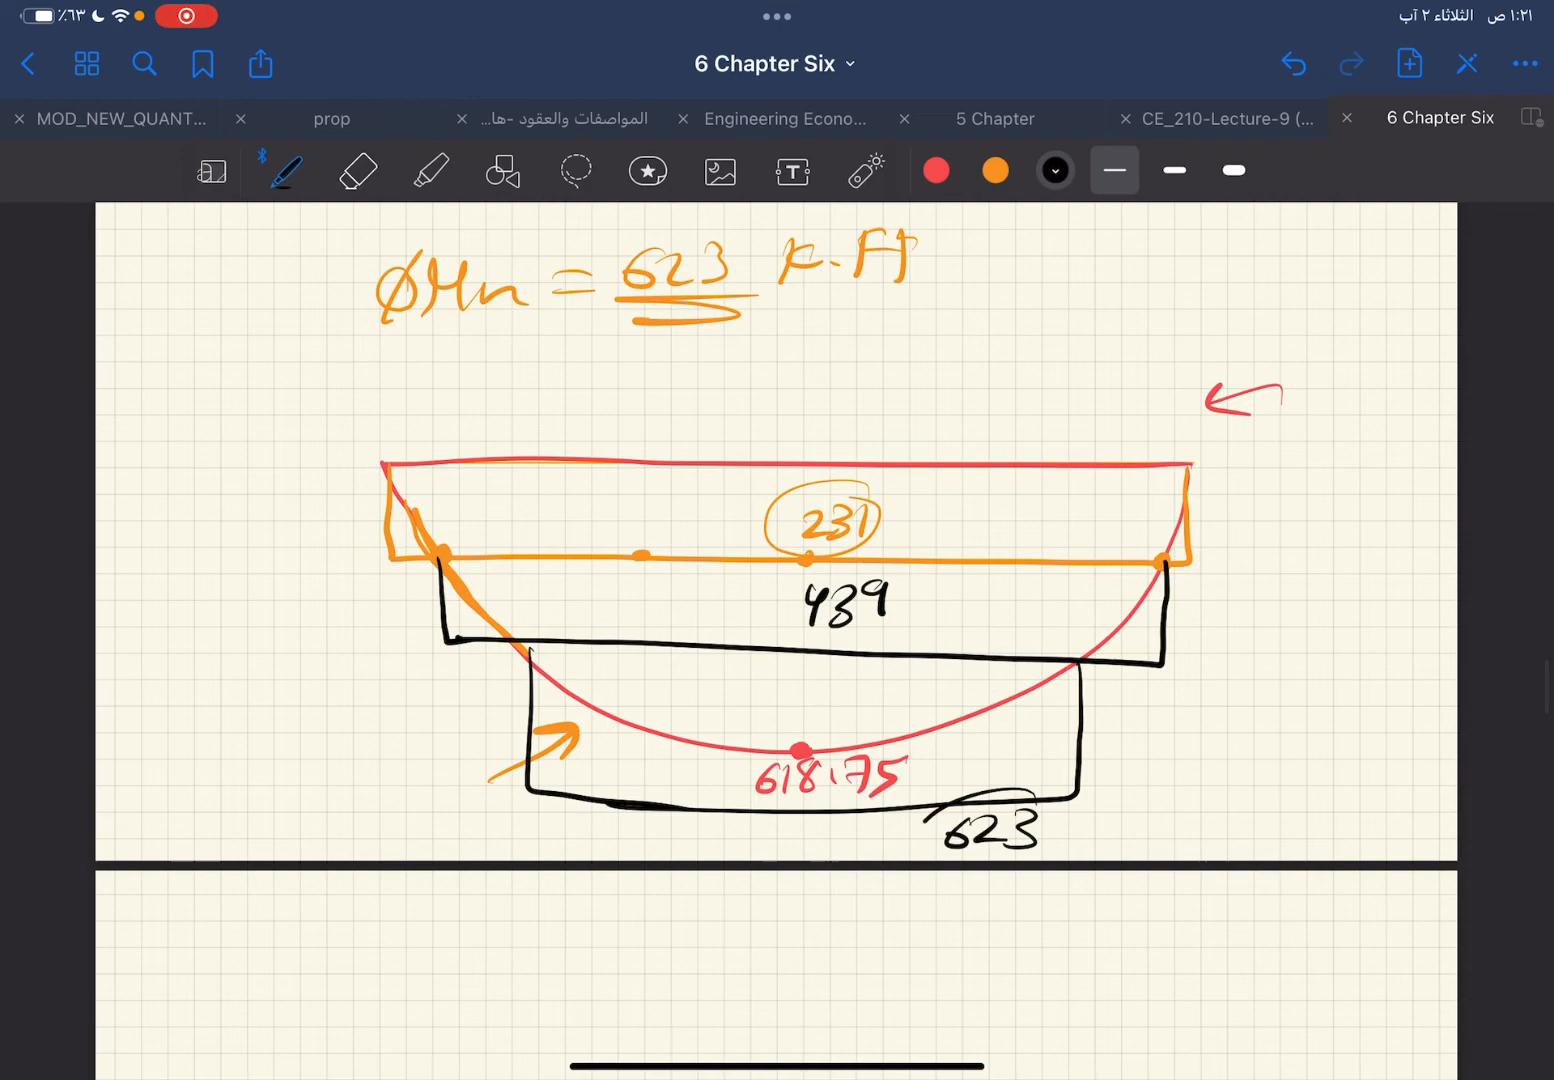 ٪٦٣ ١:٢١ ص الثلاثاء ٢ آب
6 Chapter Six
MOD_NEW_QUANT...
prop
المواصفات والعقود -ها...
Engineering Econo...
5 Chapter
CE_210-Lecture-9 (...
6 Chapter Six
T
ϕMn = 623 K.Ft
231
439
618.75
623